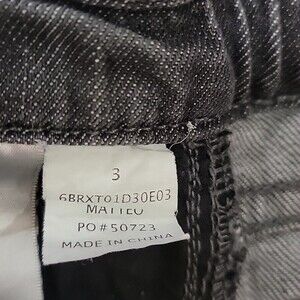 3
6BRXT01D30E03
MATTEO
PO#50723
MADE IN CHINA